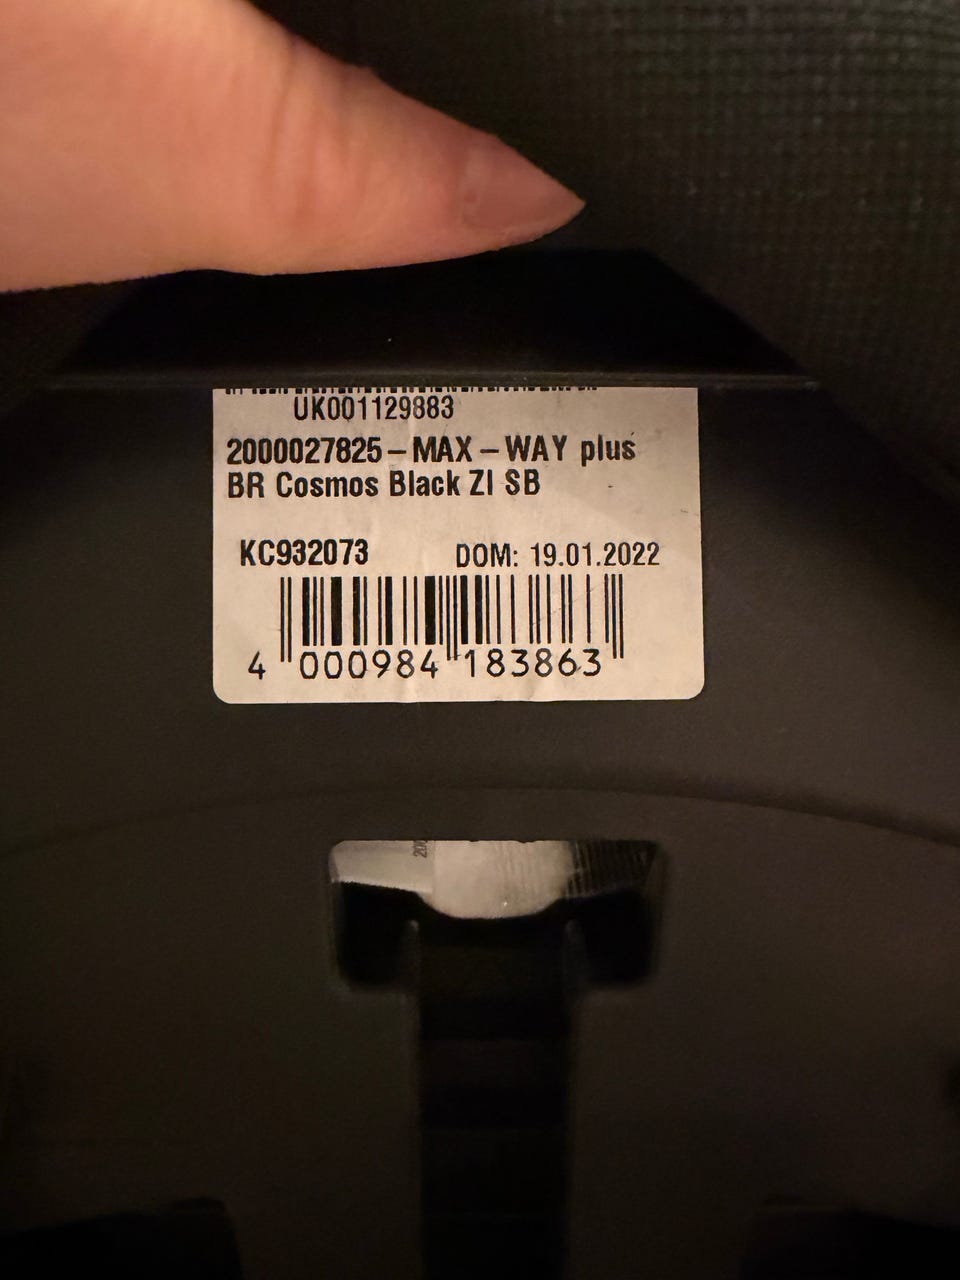 UK001129883
2000027825-MAX-WAY plus
BR Cosmos Black ZI SB
KC932073 DOM: 19.01.2022
4 000984 183863